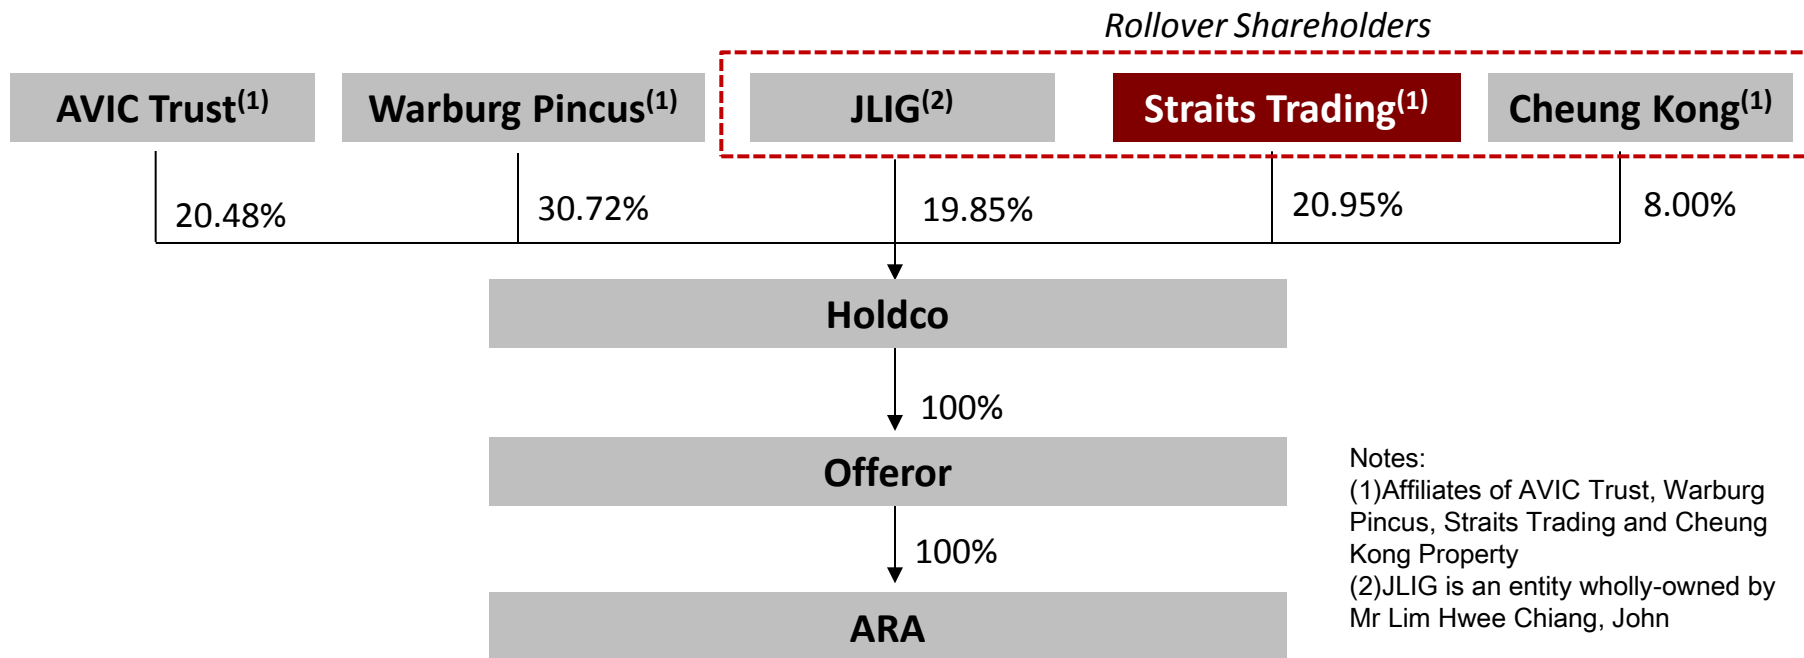 Rollover Shareholders
AVIC Trust(1)
Warburg Pincus(1)
JLIG(2)
Straits Trading(1)
Cheung Kong(1)
20.48%
30.72%
19.85%
20.95%
8.00%
Holdco
100%
Offeror
100%
ARA
Notes:
(1)Affiliates of AVIC Trust, Warburg
Pincus, Straits Trading and Cheung
Kong Property
(2)JLIG is an entity wholly-owned by
Mr Lim Hwee Chiang, John